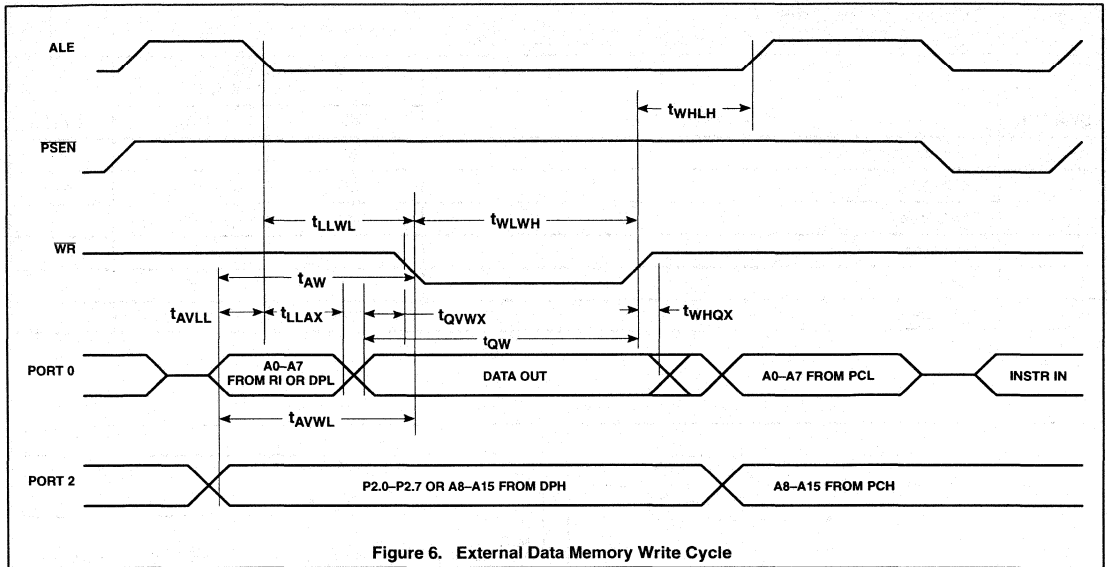 ALE
tWHLH
PSEN
tLLWL
tWLWH
WR
tAW
tAVLL
tLLAX
tQVWX
tWHQX
tQW
PORT 0
A0–A7
FROM RI OR DPL
DATA OUT
A0–A7 FROM PCL
INSTR IN
tAVWL
PORT 2
P2.0–P2.7 OR A8–A15 FROM DPH
A8–A15 FROM PCH
Figure 6. External Data Memory Write Cycle